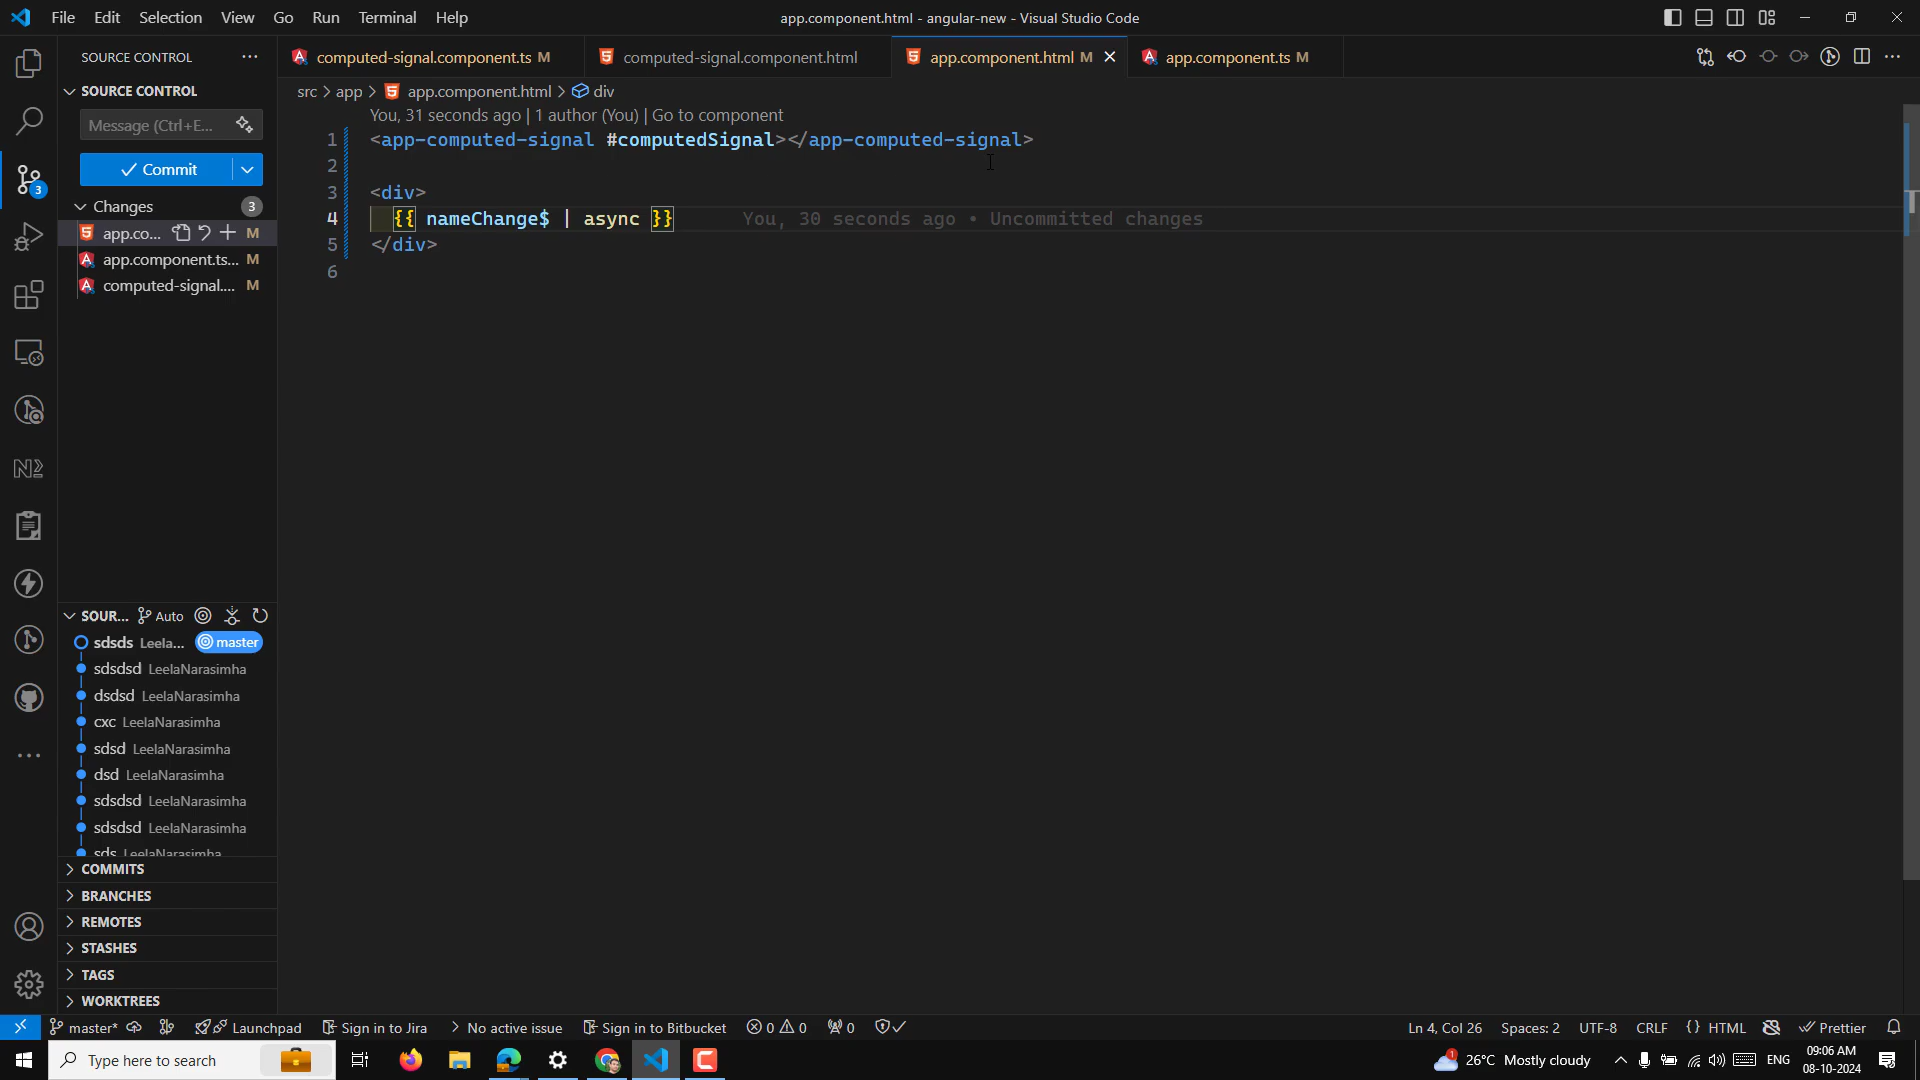 File Edit Selection View Go Run Terminal Help
app.component.html - angular-new - Visual Studio Code
SOURCE CONTROL
computed-signal.component.ts M
computed-signal.component.html
app.component.html M
app.component.ts M
SOURCE CONTROL
src > app > app.component.html > div
Message (Ctrl+E...
You, 31 seconds ago | 1 author (You) | Go to component
1 <app-computed-signal #computedSignal></app-computed-signal>
2
Commit
3 <div>
Changes 3
4 {{ nameChange$ | async }} You, 30 seconds ago • Uncommitted changes
app.co... M
5 </div>
app.component.ts... M
6
computed-signal.... M
3
SOUR... Auto
sdsds Leela... master
sdsdsd LeelaNarasimha
dsdsd LeelaNarasimha
cxc LeelaNarasimha
sdsd LeelaNarasimha
dsd LeelaNarasimha
sdsdsd LeelaNarasimha
sdsdsd LeelaNarasimha
sds LeelaNarasimha
COMMITS
BRANCHES
REMOTES
STASHES
TAGS
WORKTREES
master* Launchpad Sign in to Jira No active issue Sign in to Bitbucket 0 0 0
Ln 4, Col 26 Spaces: 2 UTF-8 CRLF {} HTML Prettier
Type here to search
1 26°C Mostly cloudy ENG
09:06 AM
08-10-2024